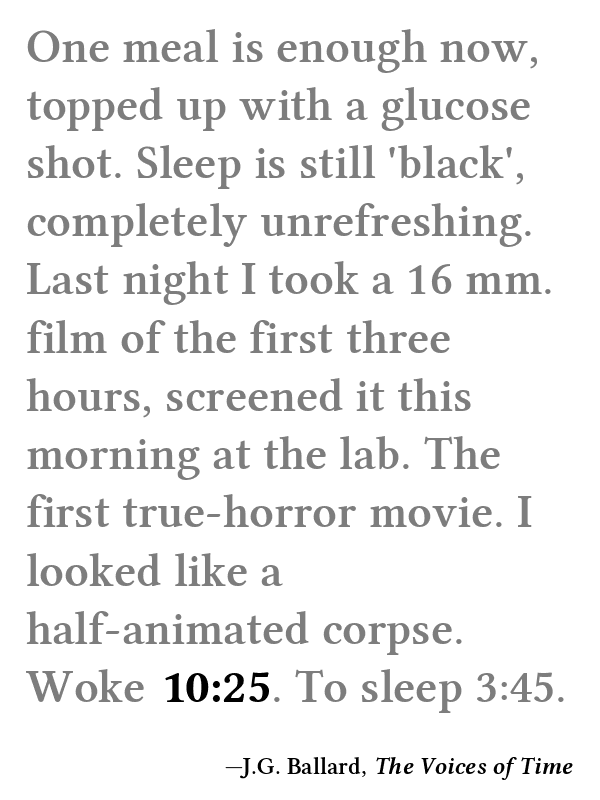 One meal is enough now,
topped up with a glucose
shot. Sleep is still 'black',
completely unrefreshing.
Last night I took a 16 mm.
film of the first three
hours, screened it this
morning at the lab. The
first true-horror movie. I
looked like a
half-animated corpse.
Woke 10:25. To sleep 3:45.
—J.G. Ballard, The Voices of Time